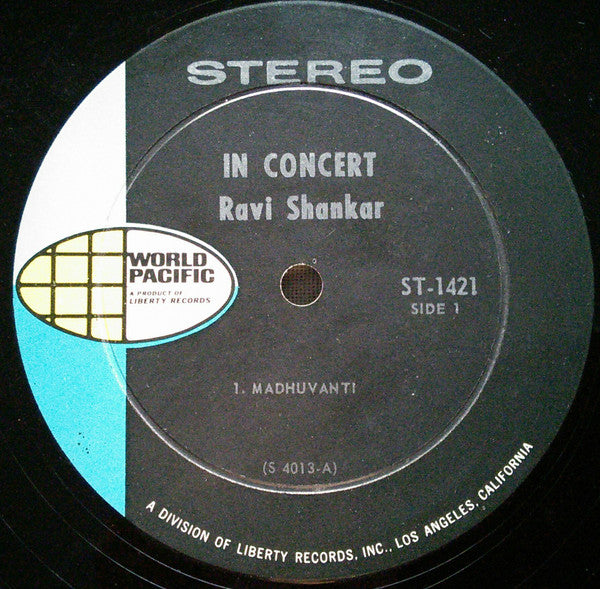 STEREO
IN CONCERT
Ravi Shankar
WORLD
PACIFIC
A PRODUCT OF
LIBERTY RECORDS
ST-1421
SIDE 1
1. MADHUVANTI
(S 4013-A)
A DIVISION OF LIBERTY RECORDS, INC., LOS ANGELES, CALIFORNIA